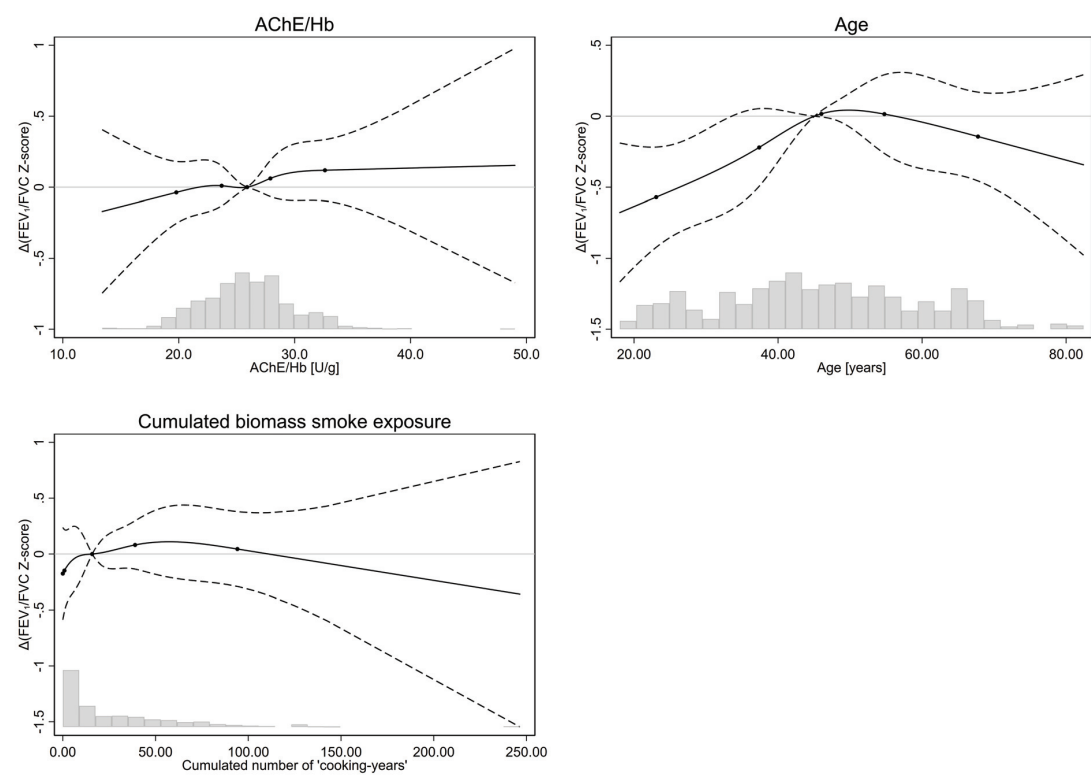 AChE/Hb
Δ(FEV₁/FVC Z-score)
1
.5
0
-.5
-1
10.0 20.0 30.0 40.0 50.0
AChE/Hb [U/g]
Age
Δ(FEV₁/FVC Z-score)
.5
0
-.5
-1
-1.5
20.00 40.00 60.00 80.00
Age [years]
Cumulated biomass smoke exposure
Δ(FEV₁/FVC Z-score)
1
.5
0
-.5
-1
-1.5
0.00 50.00 100.00 150.00 200.00 250.00
Cumulated number of 'cooking-years'